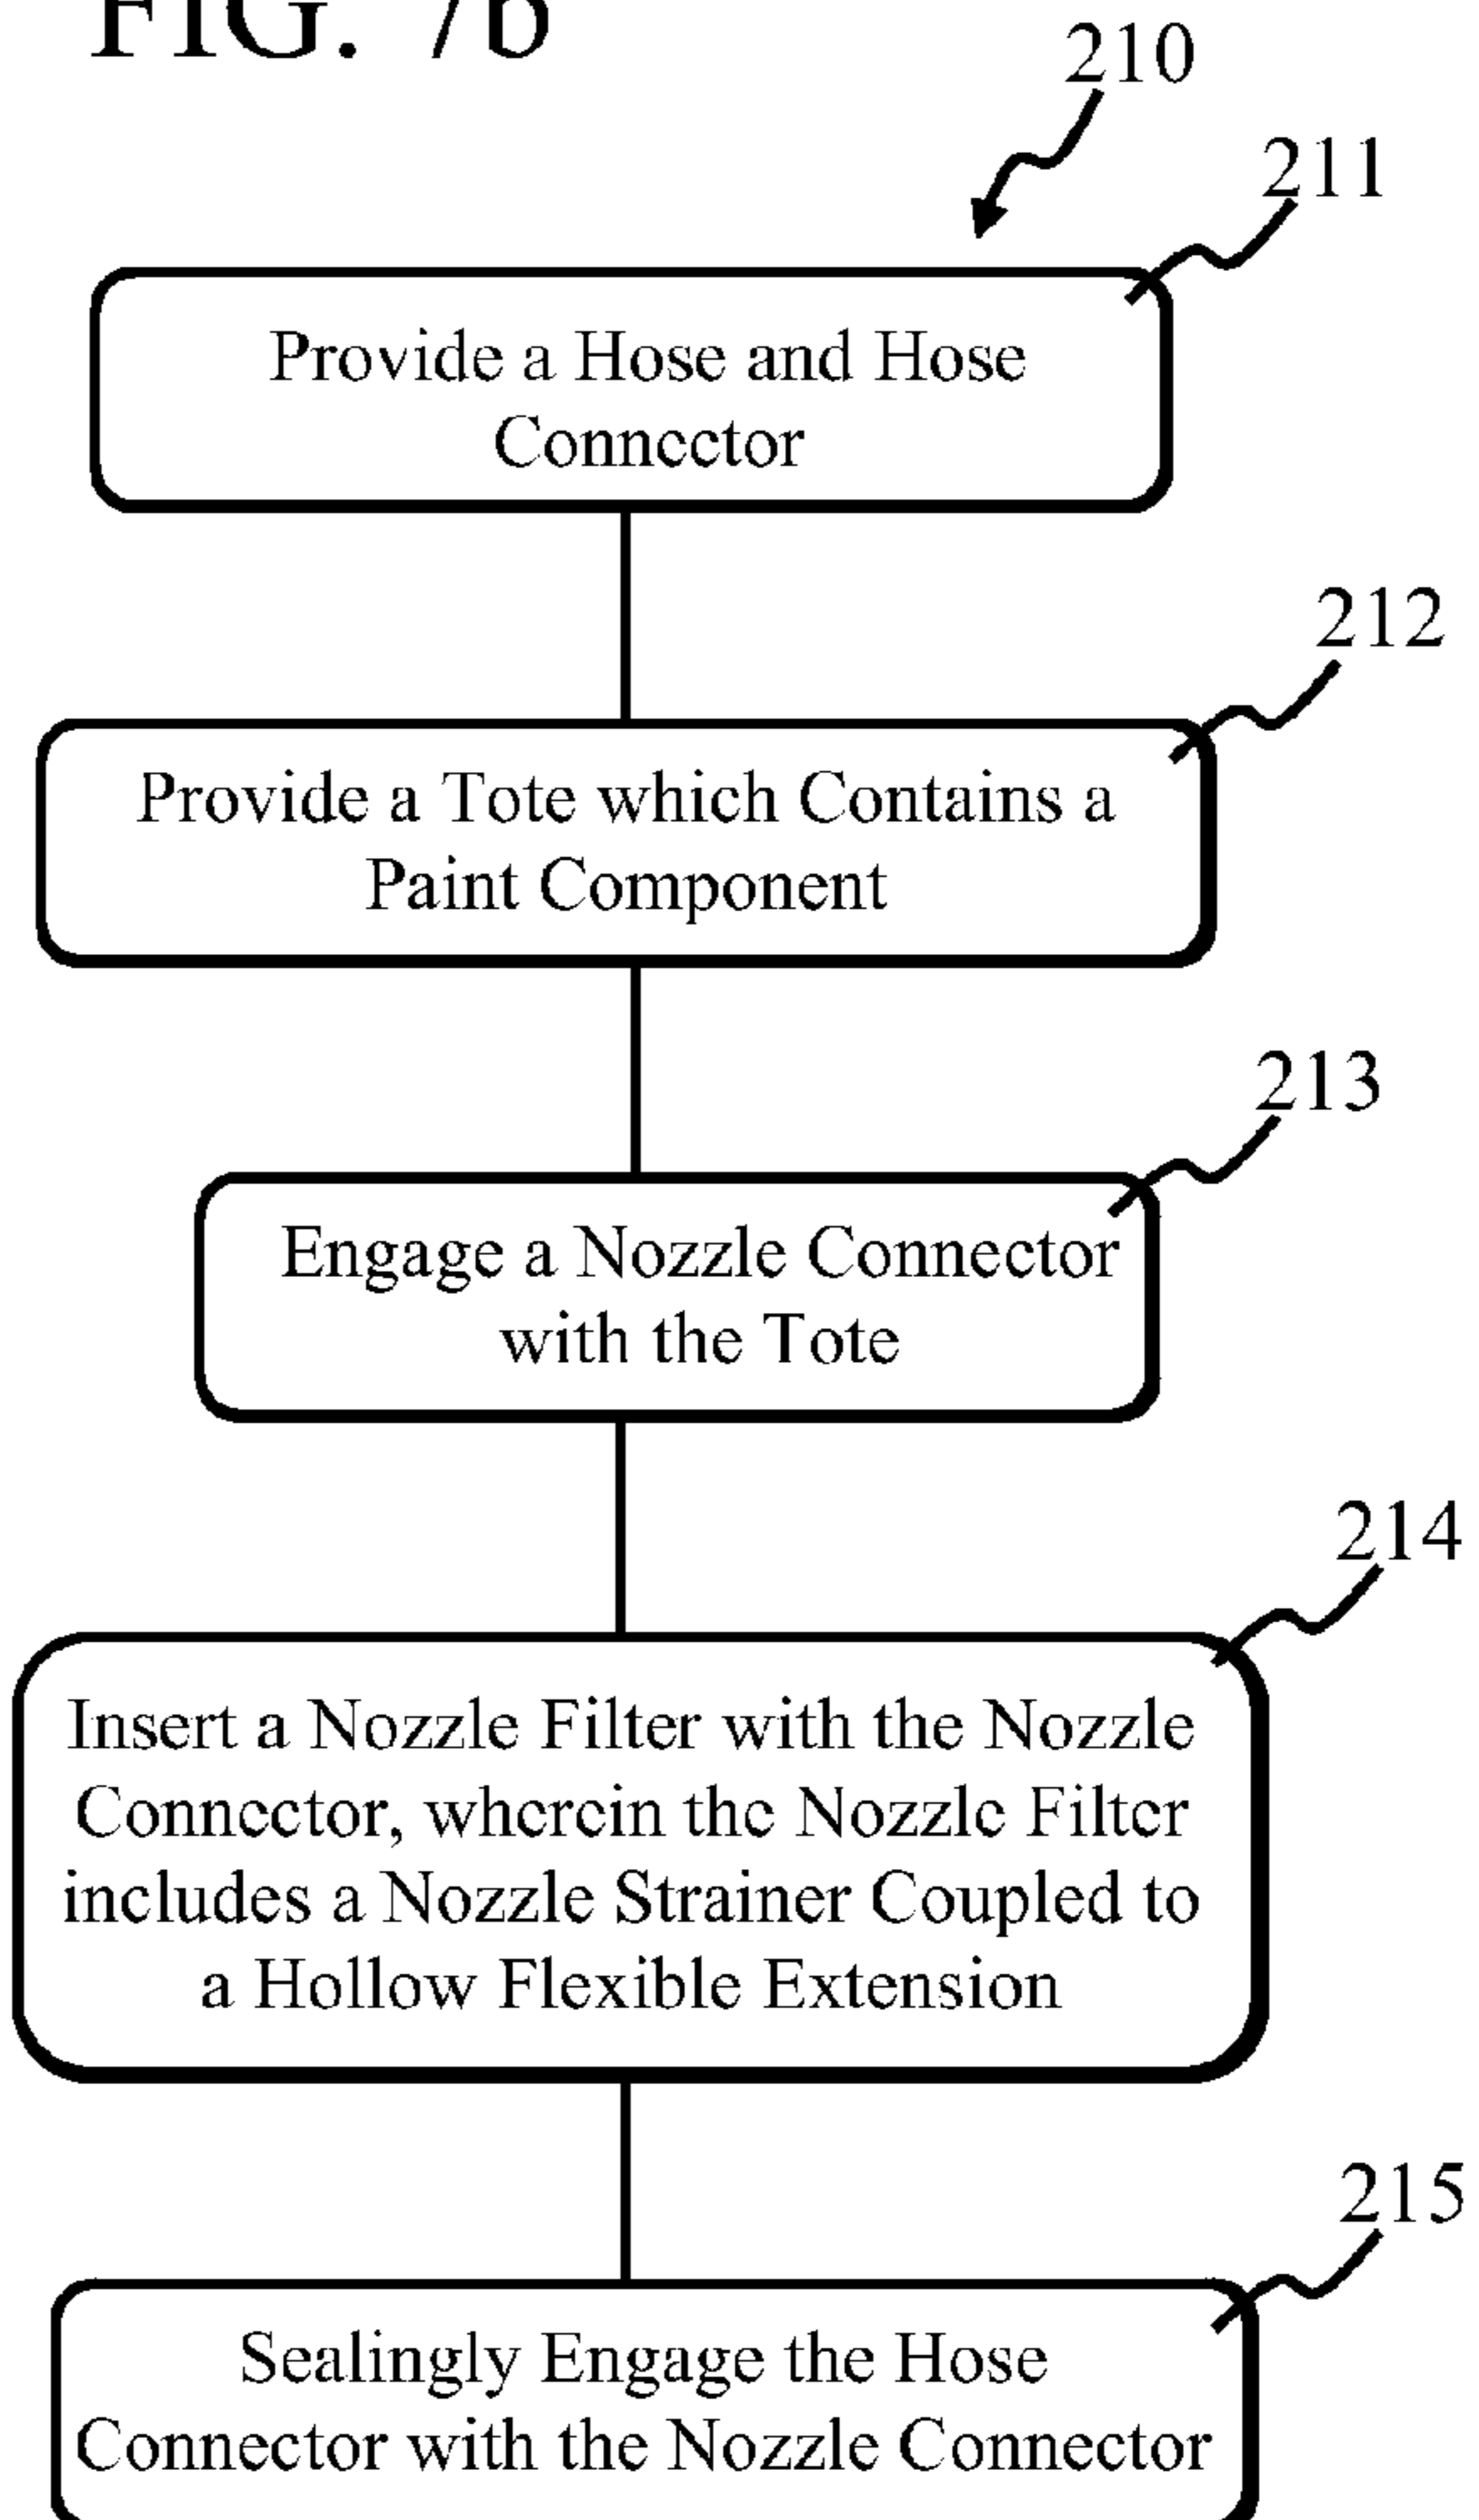 FIG. 7b
210
211
Provide a Hose and Hose
Connector
212
Provide a Tote which Contains a
Paint Component
213
Engage a Nozzle Connector
with the Tote
214
Insert a Nozzle Filter with the Nozzle
Connector, wherein the Nozzle Filter
includes a Nozzle Strainer Coupled to
a Hollow Flexible Extension
215
Sealingly Engage the Hose
Connector with the Nozzle Connector